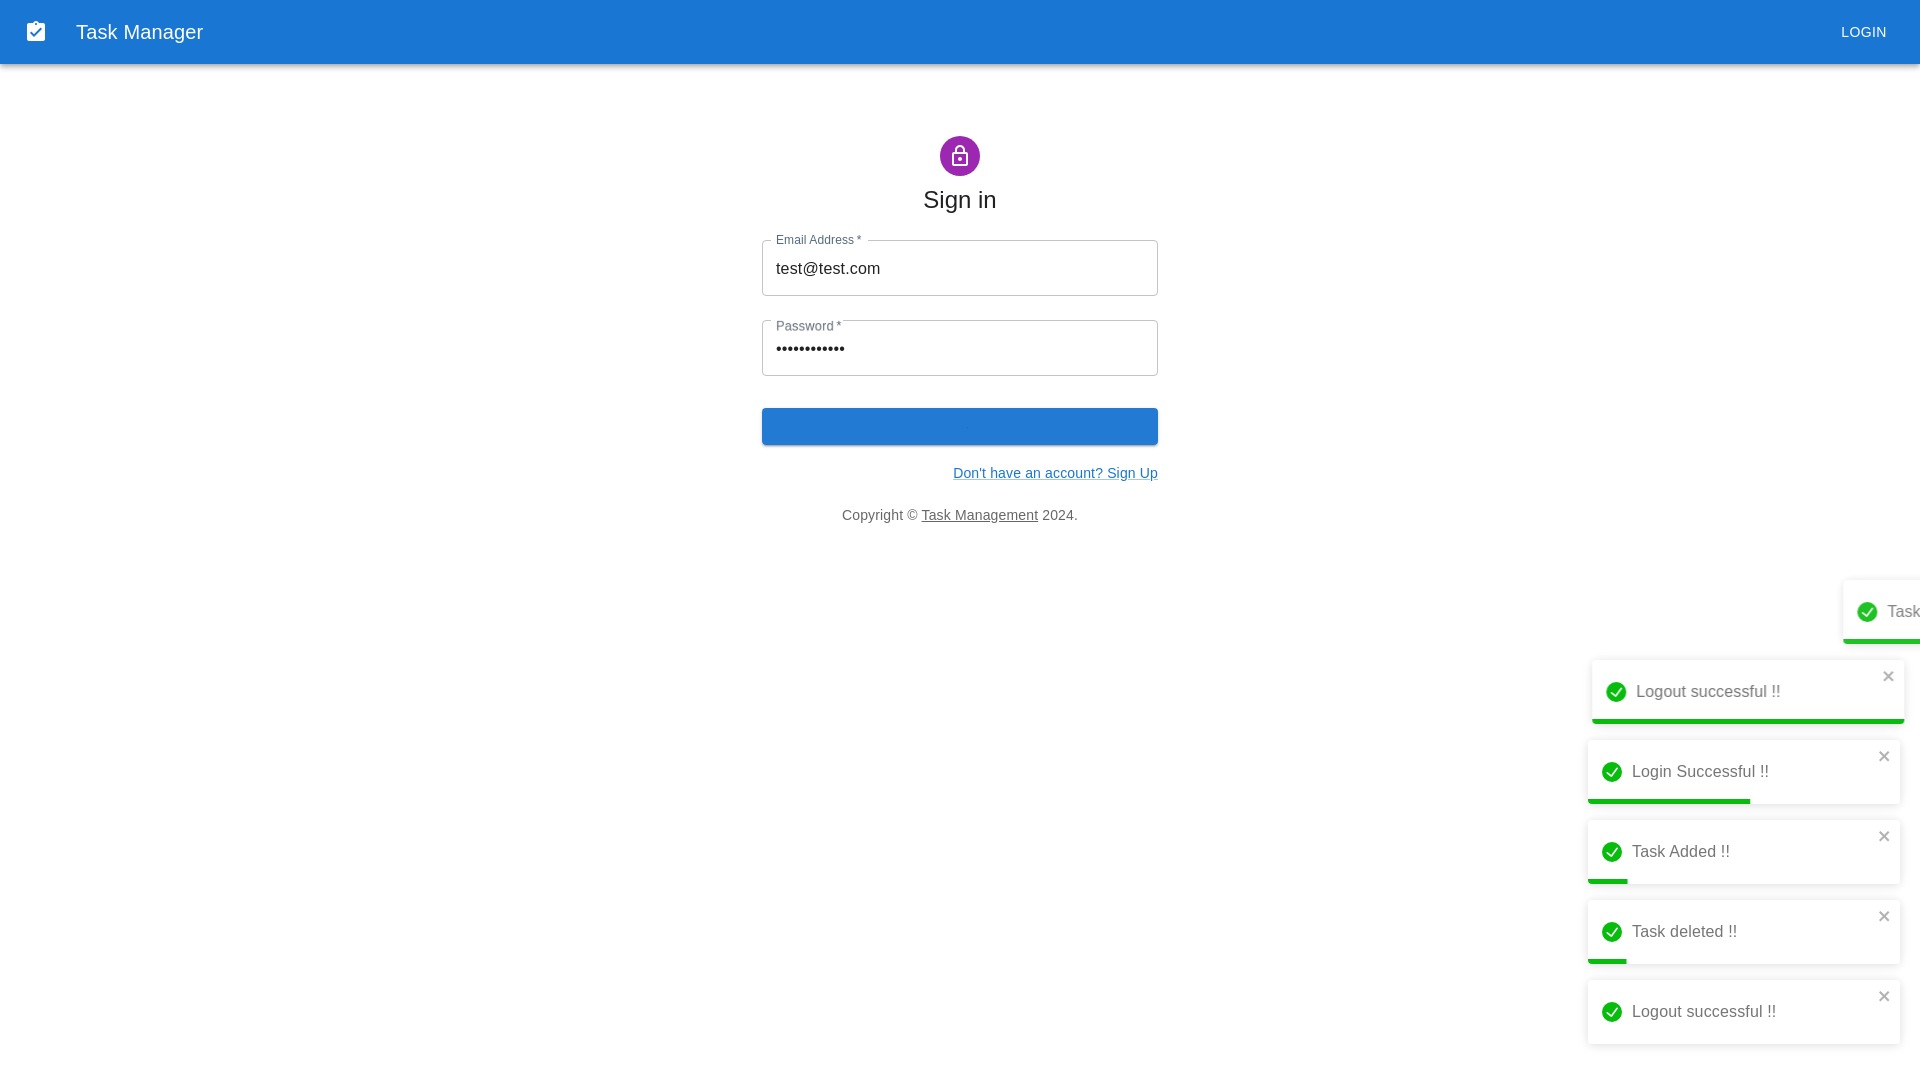 Task Manager
LOGIN
Sign in
Email Address *
test@test.com
Password *
••••••••••••
Don't have an account? Sign Up
Copyright © Task Management 2024.
Task
Logout successful !!
Login Successful !!
Task Added !!
Task deleted !!
Logout successful !!